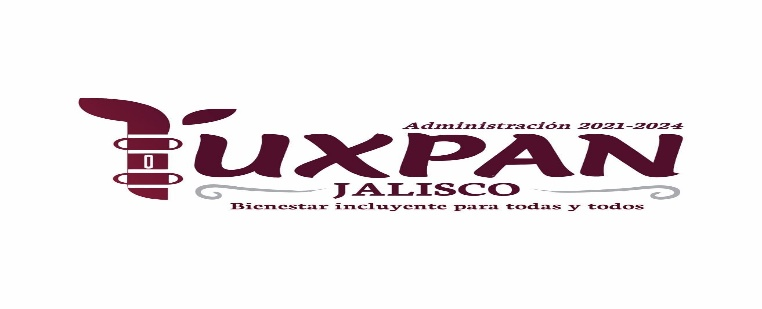 Administración 2021-2024
TUXPAN
JALISCO
Bienestar incluyente para todas y todos